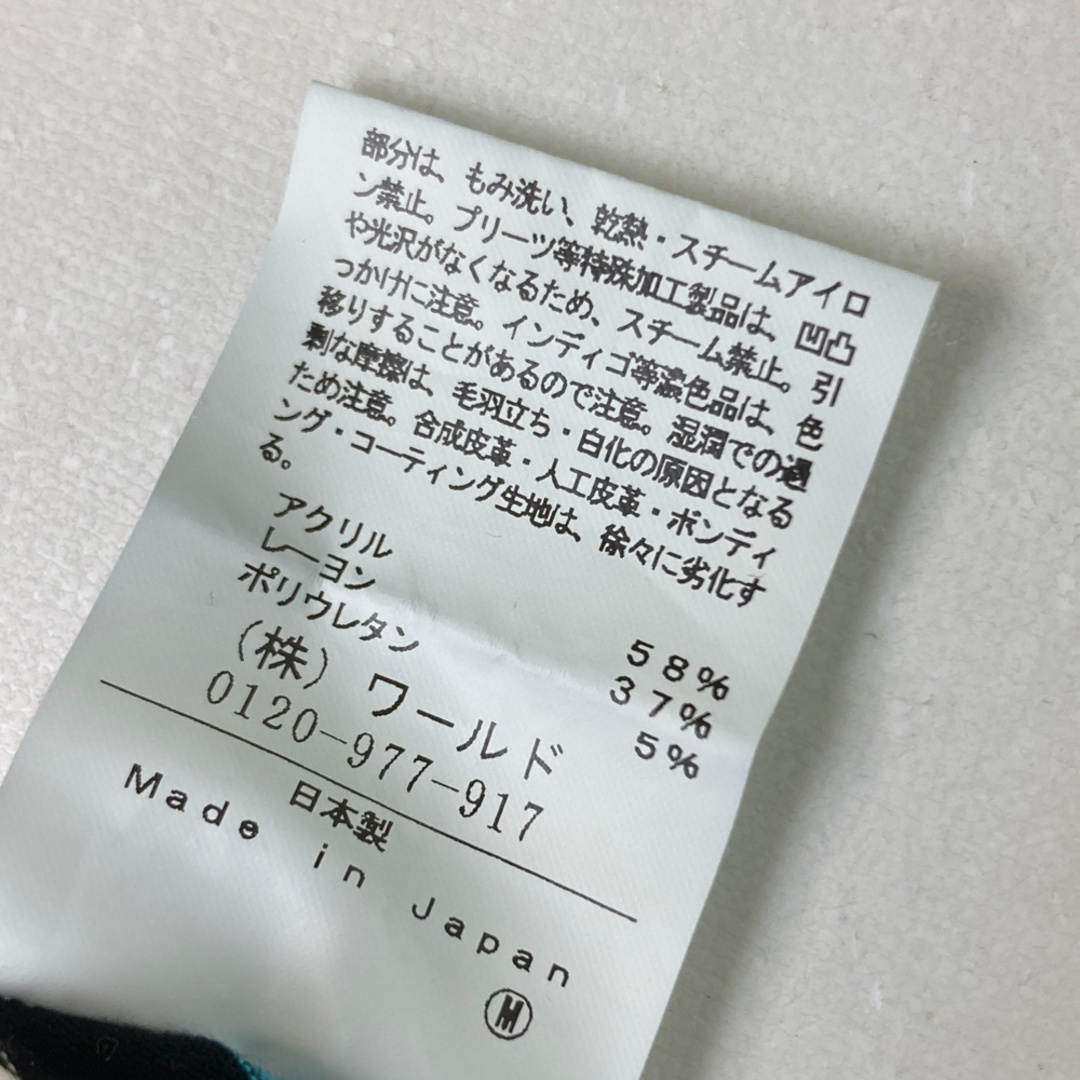 部分は、もみ洗い、乾熱・スチームアイロ
ン禁止。プリーツ等特殊加工製品は、凹凸
や光沢がなくなるため、スチーム禁止。引
っかけに注意。インディゴ等濃色品は、色
移りすることがあるので注意。湿潤での過
剰な摩擦は、毛羽立ち・白化の原因となる
ため注意。合成皮革・人工皮革・ボンディ
ング・コーティング生地は、徐々に劣化す
る。
アクリル 58%
レーヨン 37%
ポリウレタン 5%
(株)ワールド
0120-977-917
日本製
Made in Japan
M